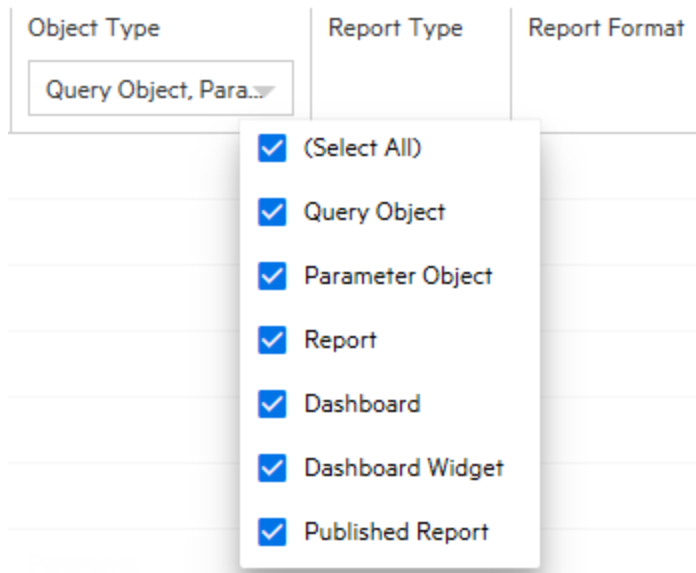 Object Type
Report Type
Report Format
Query Object, Para...
(Select All)
Query Object
Parameter Object
Report
Dashboard
Dashboard Widget
Published Report